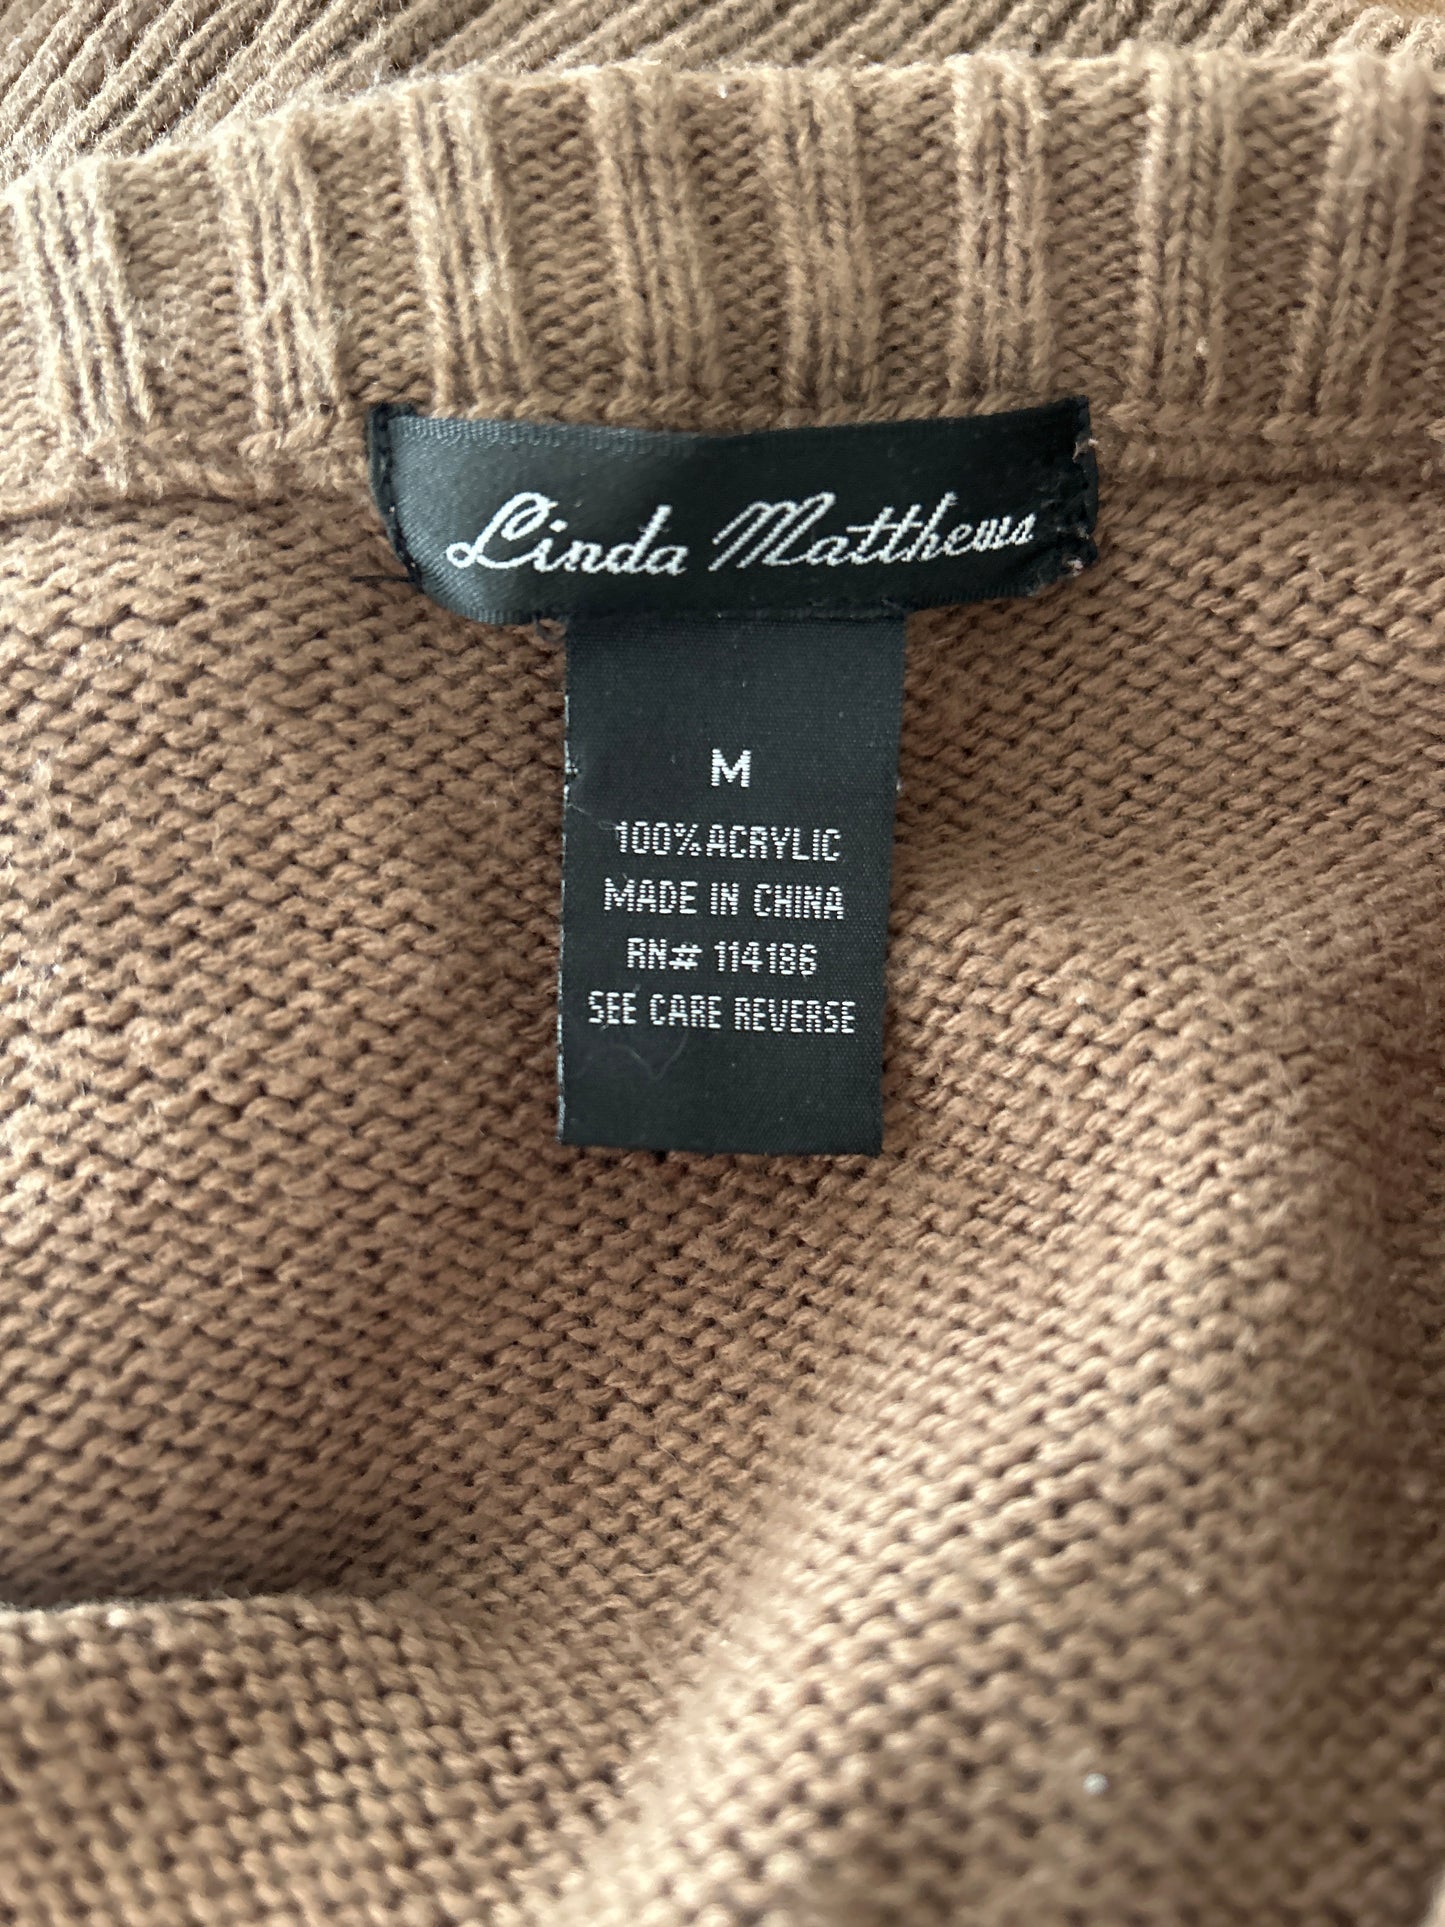 Linda Matthews
M
100% ACRYLIC
MADE IN CHINA
RN# 114186
SEE CARE REVERSE